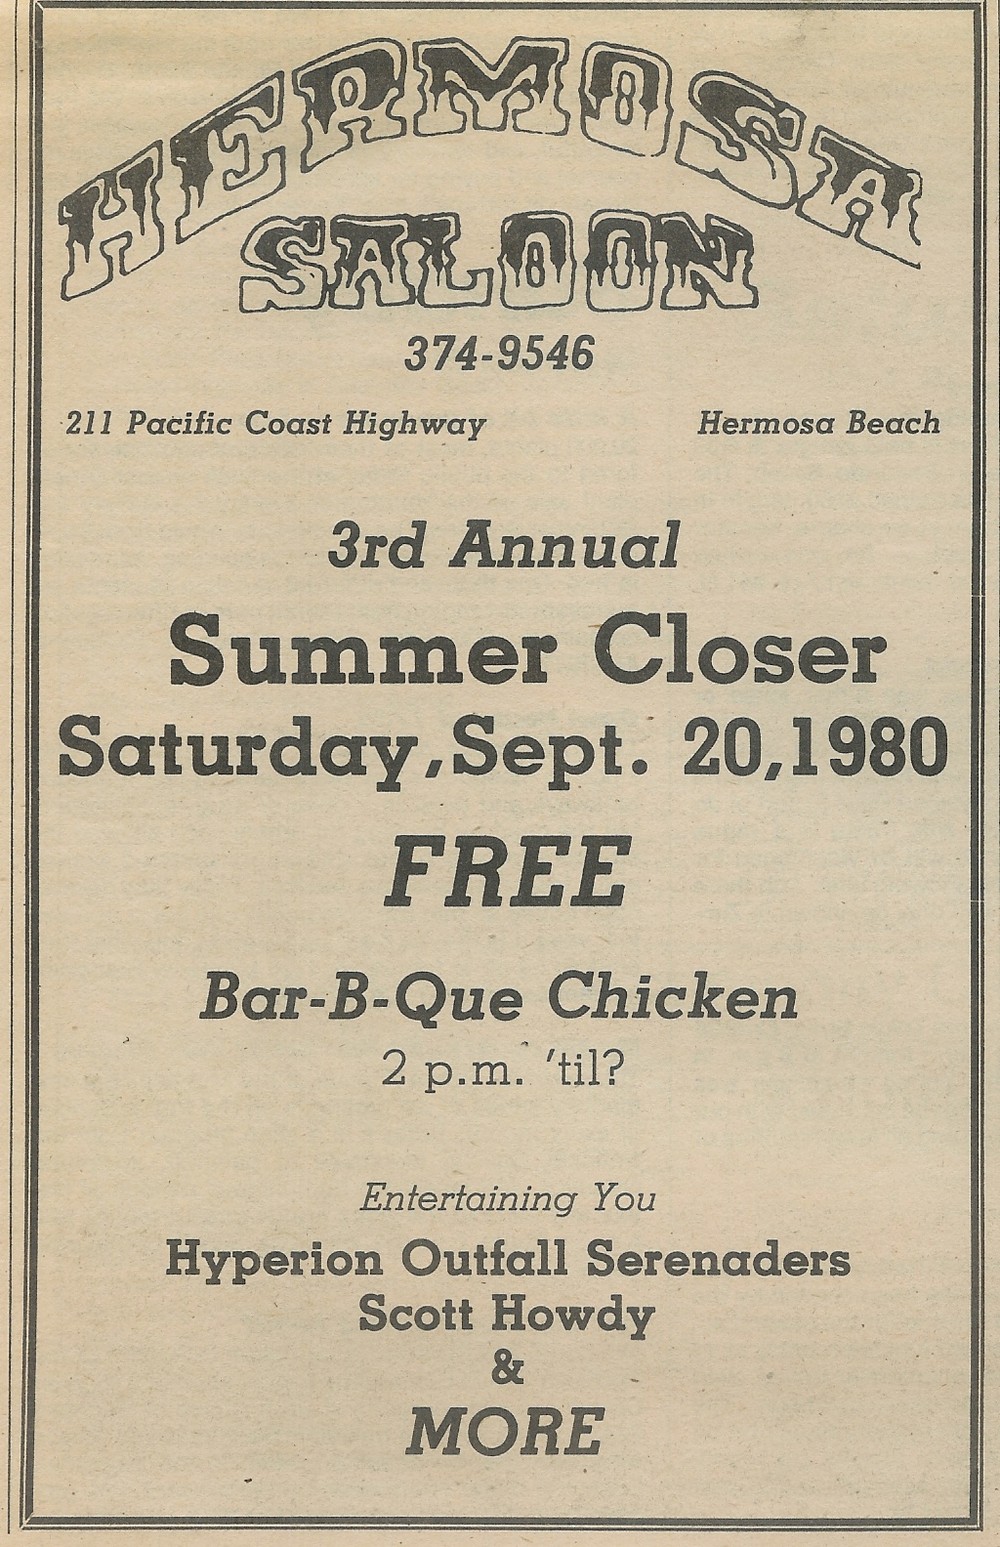 HERMOSA
SALOON
374-9546
211 Pacific Coast Highway Hermosa Beach
3rd Annual
Summer Closer
Saturday, Sept. 20, 1980
FREE
Bar-B-Que Chicken
2 p.m. 'til?
Entertaining You
Hyperion Outfall Serenaders
Scott Howdy
&
MORE